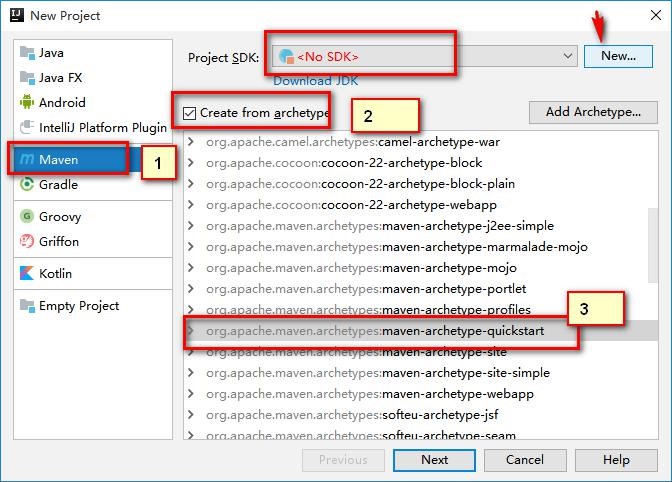 New Project
Java
Java FX
Android
IntelliJ Platform Plugin
Maven
Gradle
Groovy
Griffon
Kotlin
Empty Project
1
Project SDK: <No SDK> New...
Download JDK
Create from archetype
2
Add Archetype...
org.apache.camel.archetypes:camel-archetype-war
org.apache.cocoon:cocoon-22-archetype-block
org.apache.cocoon:cocoon-22-archetype-block-plain
org.apache.cocoon:cocoon-22-archetype-webapp
org.apache.maven.archetypes:maven-archetype-j2ee-simple
org.apache.maven.archetypes:maven-archetype-marmalade-mojo
org.apache.maven.archetypes:maven-archetype-mojo
org.apache.maven.archetypes:maven-archetype-portlet
org.apache.maven.archetypes:maven-archetype-profiles
org.apache.maven.archetypes:maven-archetype-quickstart
3
org.apache.maven.archetypes:maven-archetype-site
org.apache.maven.archetypes:maven-archetype-site-simple
org.apache.maven.archetypes:maven-archetype-webapp
org.apache.maven.archetypes:softeu-archetype-jsf
org.apache.maven.archetypes:softeu-archetype-seam
Previous Next Cancel Help